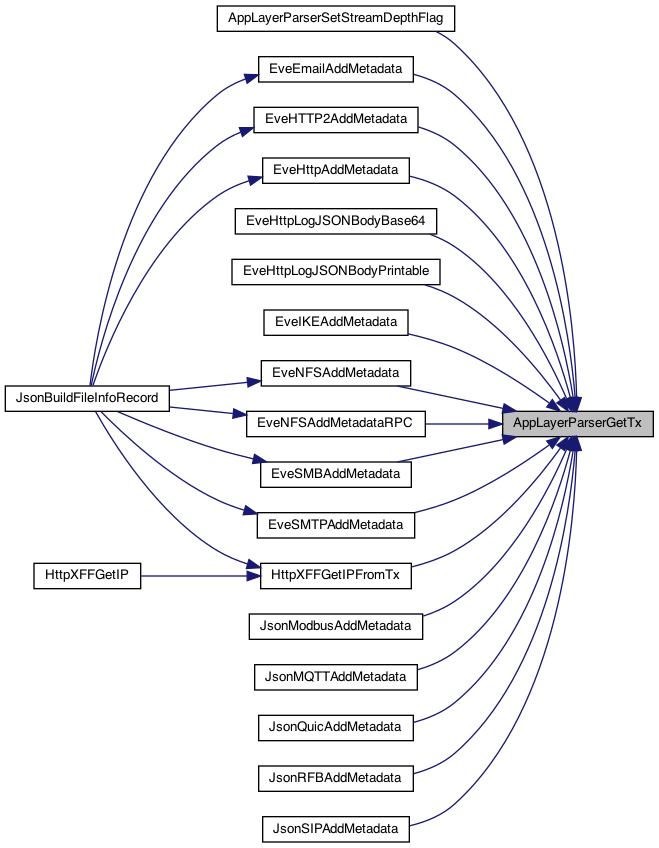 AppLayerParserSetStreamDepthFlag
EveEmailAddMetadata
EveHTTP2AddMetadata
EveHttpAddMetadata
EveHttpLogJSONBodyBase64
EveHttpLogJSONBodyPrintable
EveIKEAddMetadata
EveNFSAddMetadata
JsonBuildFileInfoRecord
EveNFSAddMetadataRPC
AppLayerParserGetTx
EveSMBAddMetadata
EveSMTPAddMetadata
HttpXFFGetIP
HttpXFFGetIPFromTx
JsonModbusAddMetadata
JsonMQTTAddMetadata
JsonQuicAddMetadata
JsonRFBAddMetadata
JsonSIPAddMetadata